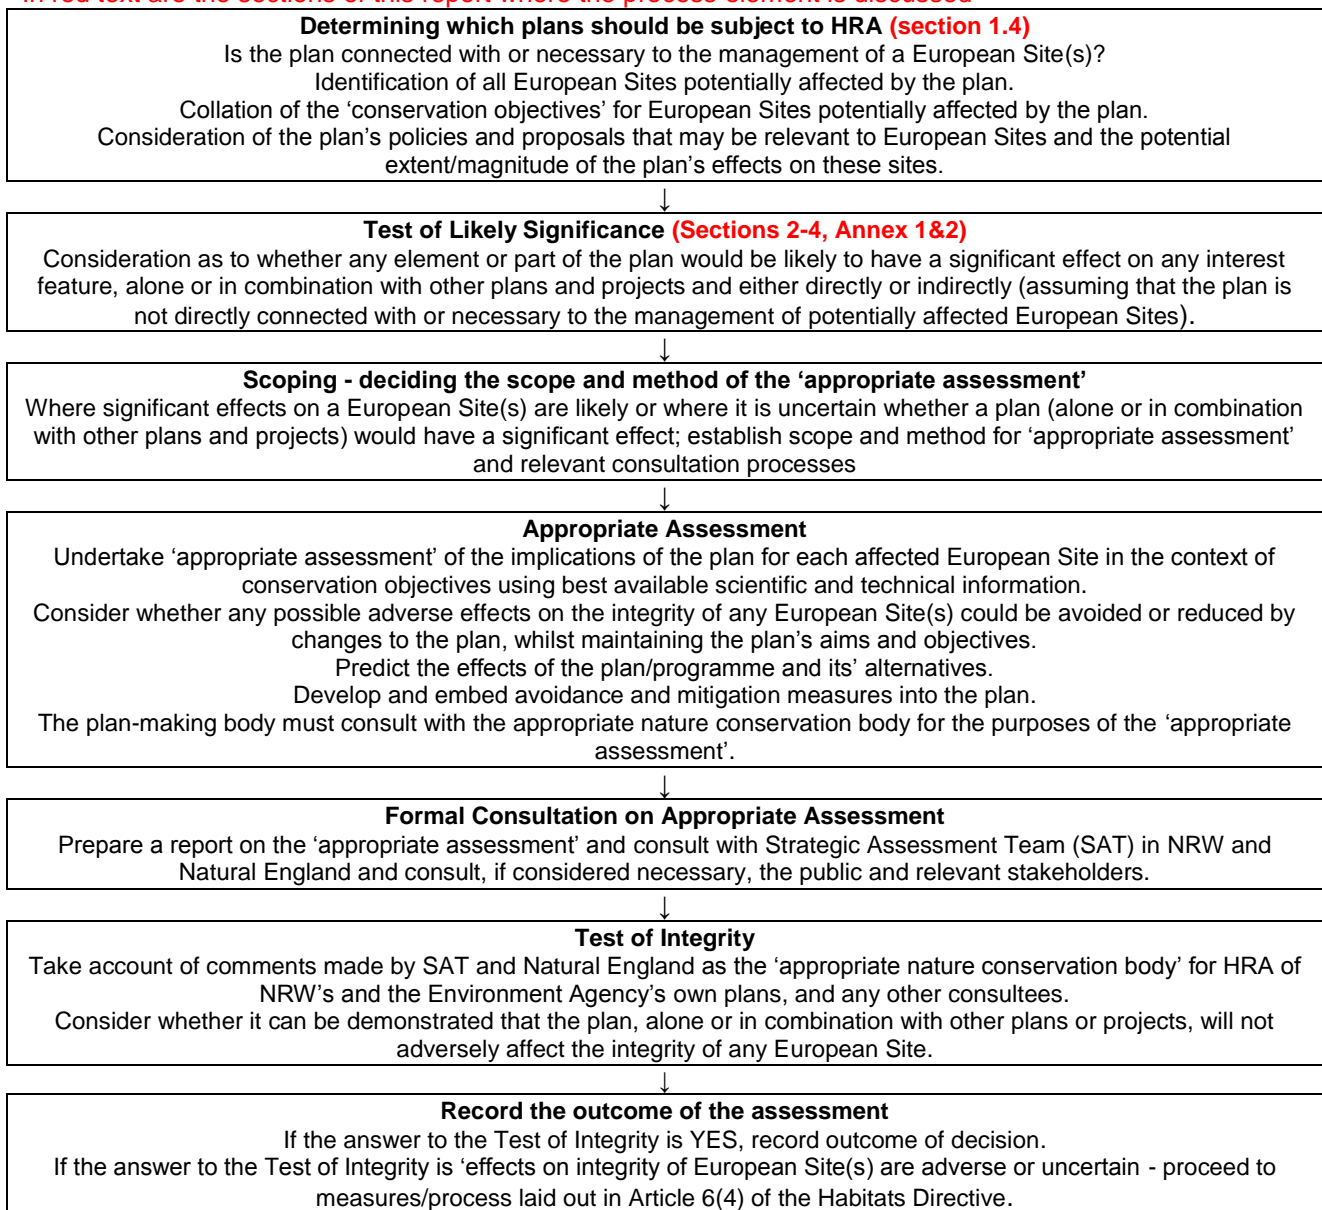 In red text are the sections of this report where the process element is discussed
Determining which plans should be subject to HRA (section 1.4)
Is the plan connected with or necessary to the management of a European Site(s)?
Identification of all European Sites potentially affected by the plan.
Collation of the ‘conservation objectives’ for European Sites potentially affected by the plan.
Consideration of the plan’s policies and proposals that may be relevant to European Sites and the potential
extent/magnitude of the plan’s effects on these sites.
↓
Test of Likely Significance (Sections 2-4, Annex 1&2)
Consideration as to whether any element or part of the plan would be likely to have a significant effect on any interest
feature, alone or in combination with other plans and projects and either directly or indirectly (assuming that the plan is
not directly connected with or necessary to the management of potentially affected European Sites).
↓
Scoping - deciding the scope and method of the ‘appropriate assessment’
Where significant effects on a European Site(s) are likely or where it is uncertain whether a plan (alone or in combination
with other plans and projects) would have a significant effect; establish scope and method for ‘appropriate assessment’
and relevant consultation processes
↓
Appropriate Assessment
Undertake ‘appropriate assessment’ of the implications of the plan for each affected European Site in the context of
conservation objectives using best available scientific and technical information.
Consider whether any possible adverse effects on the integrity of any European Site(s) could be avoided or reduced by
changes to the plan, whilst maintaining the plan’s aims and objectives.
Predict the effects of the plan/programme and its’ alternatives.
Develop and embed avoidance and mitigation measures into the plan.
The plan-making body must consult with the appropriate nature conservation body for the purposes of the ‘appropriate
assessment’.
↓
Formal Consultation on Appropriate Assessment
Prepare a report on the ‘appropriate assessment’ and consult with Strategic Assessment Team (SAT) in NRW and
Natural England and consult, if considered necessary, the public and relevant stakeholders.
↓
Test of Integrity
Take account of comments made by SAT and Natural England as the ‘appropriate nature conservation body’ for HRA of
NRW’s and the Environment Agency’s own plans, and any other consultees.
Consider whether it can be demonstrated that the plan, alone or in combination with other plans or projects, will not
adversely affect the integrity of any European Site.
↓
Record the outcome of the assessment
If the answer to the Test of Integrity is YES, record outcome of decision.
If the answer to the Test of Integrity is ‘effects on integrity of European Site(s) are adverse or uncertain - proceed to
measures/process laid out in Article 6(4) of the Habitats Directive.